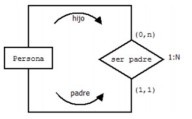 hijo
(0,n)
Persona
ser padre
1:N
padre
(1,1)